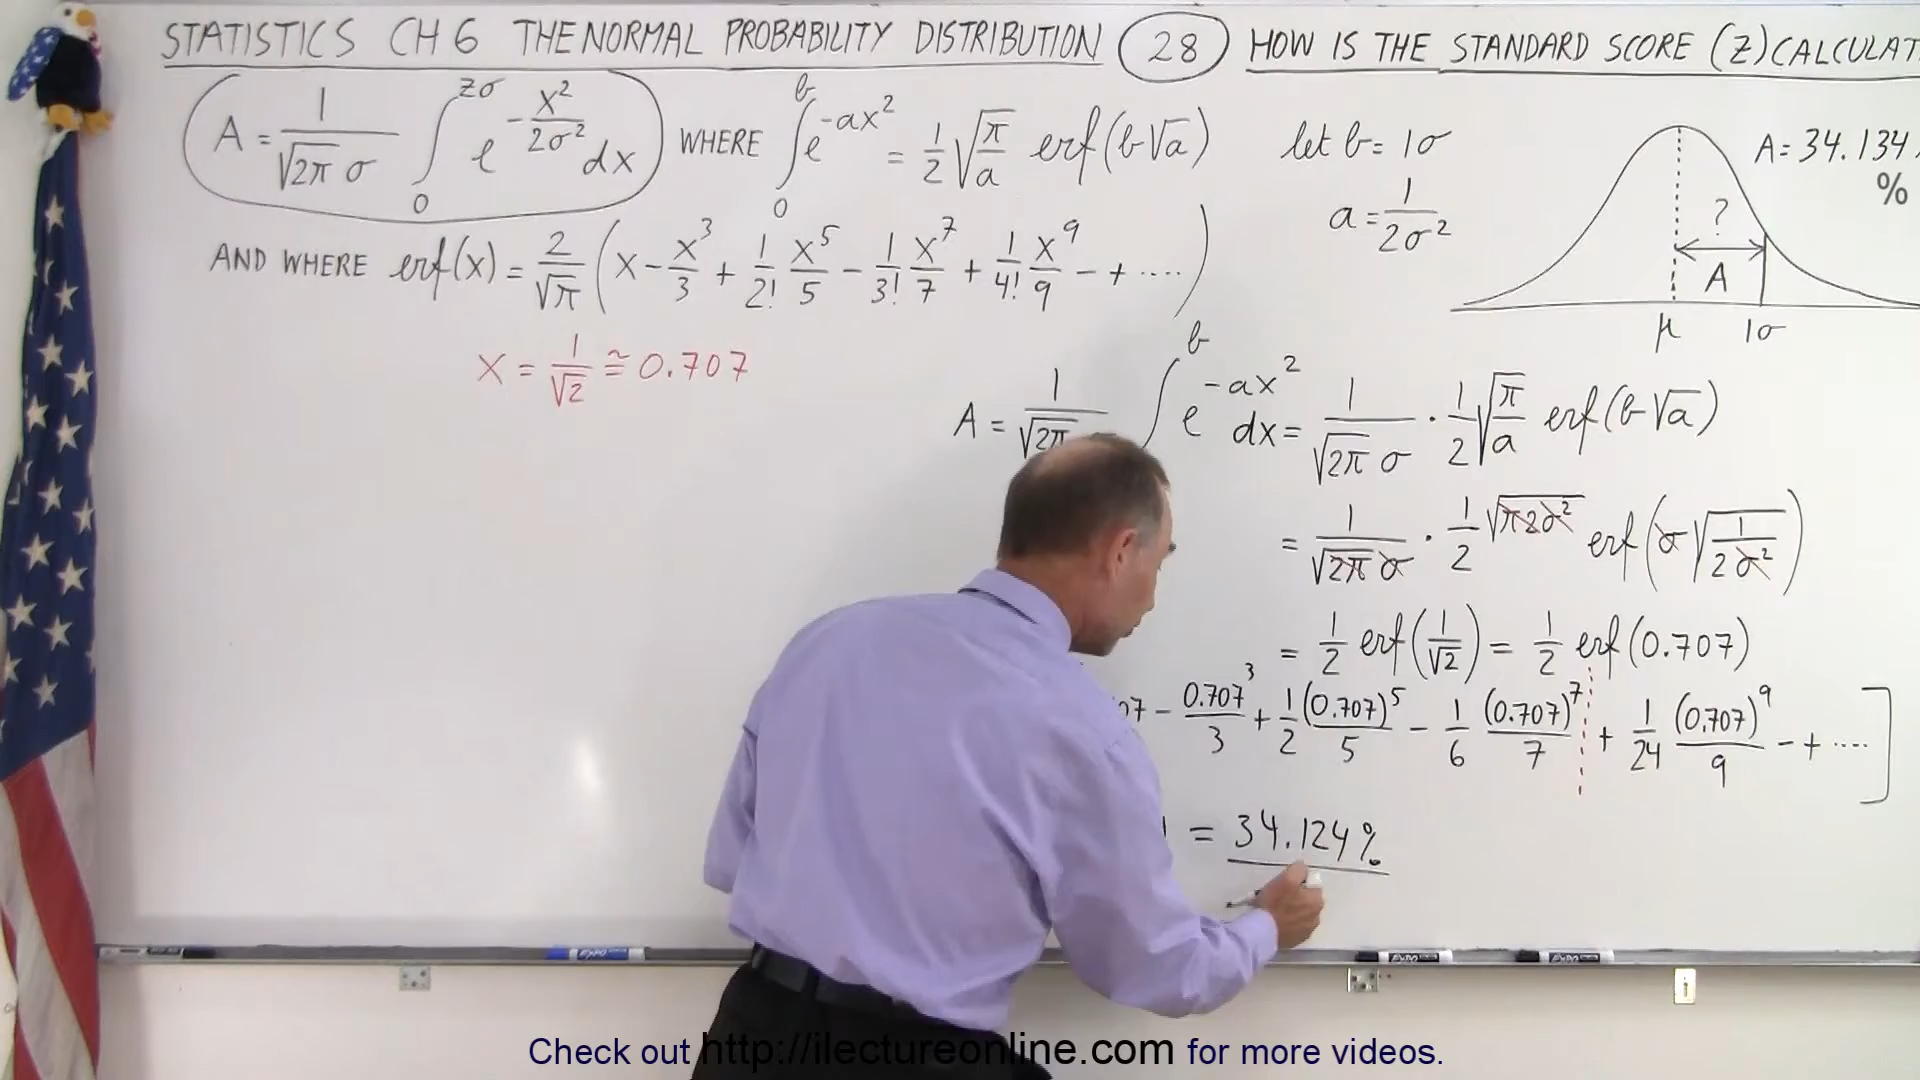 STATISTICS CH 6 THE NORMAL PROBABILITY DISTRIBUTION 28 HOW IS THE STANDARD SCORE (Z) CALCULAT
A = 1/(√2π σ) ∫₀^zσ e^(-x²/2σ²) dx WHERE ∫₀^b e^(-ax²) = 1/2 √(π/a) erf(b√a)
let b = 1σ
a = 1/2σ²
A = 34.134
%
?
A
μ 1σ
AND WHERE erf(x) = 2/√π (x - x³/3 + 1/2! x⁵/5 - 1/3! x⁷/7 + 1/4! x⁹/9 - + ....)
X = 1/√2 ≅ 0.707
A = 1/√2π ∫^b e^(-ax²) dx = 1/(√2π σ) · 1/2 √(π/a) erf(b√a)
= 1/(√2π σ) · 1/2 √(π2σ²) erf(σ√(1/2σ²))
= 1/2 erf(1/√2) = 1/2 erf(0.707)
07 - 0.707³/3 + 1/2 (0.707)⁵/5 - 1/6 (0.707)⁷/7 + 1/24 (0.707)⁹/9 - + ....]
= 34.124%
EXPO EXPO
Check out http://ilectureonline.com for more videos.